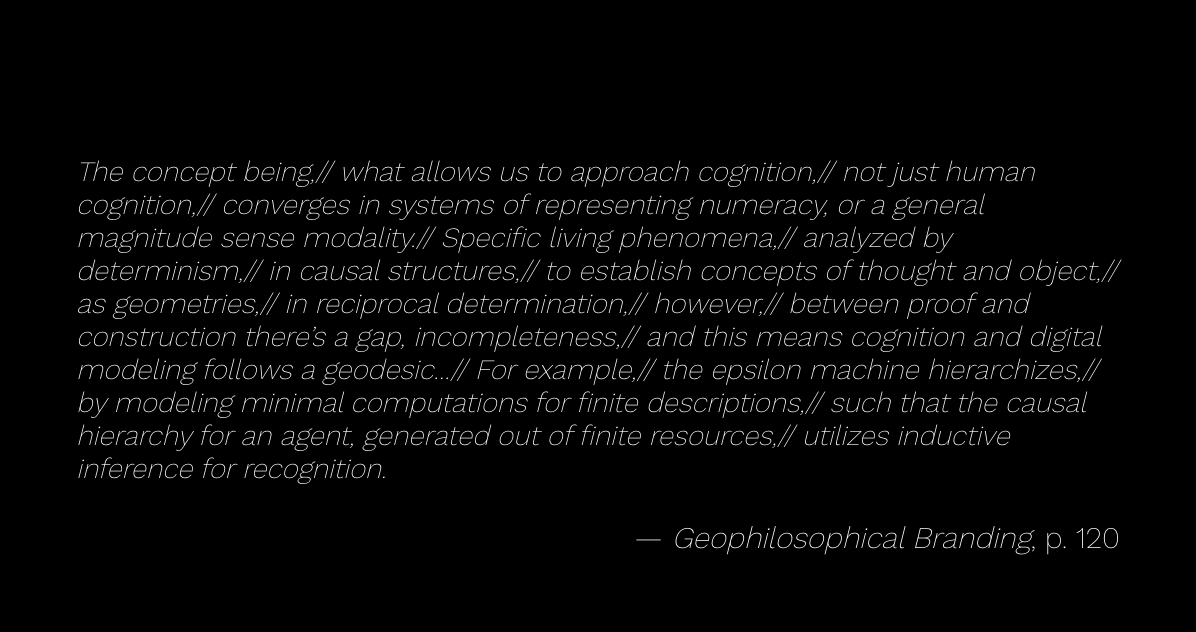 The concept being,// what allows us to approach cognition,// not just human
cognition,// converges in systems of representing numeracy, or a general
magnitude sense modality.// Specific living phenomena,// analyzed by
determinism,// in causal structures,// to establish concepts of thought and object,//
as geometries,// in reciprocal determination,// however,// between proof and
construction there’s a gap, incompleteness,// and this means cognition and digital
modeling follows a geodesic...// For example,// the epsilon machine hierarchizes,//
by modeling minimal computations for finite descriptions,// such that the causal
hierarchy for an agent, generated out of finite resources,// utilizes inductive
inference for recognition.
— Geophilosophical Branding, p. 120